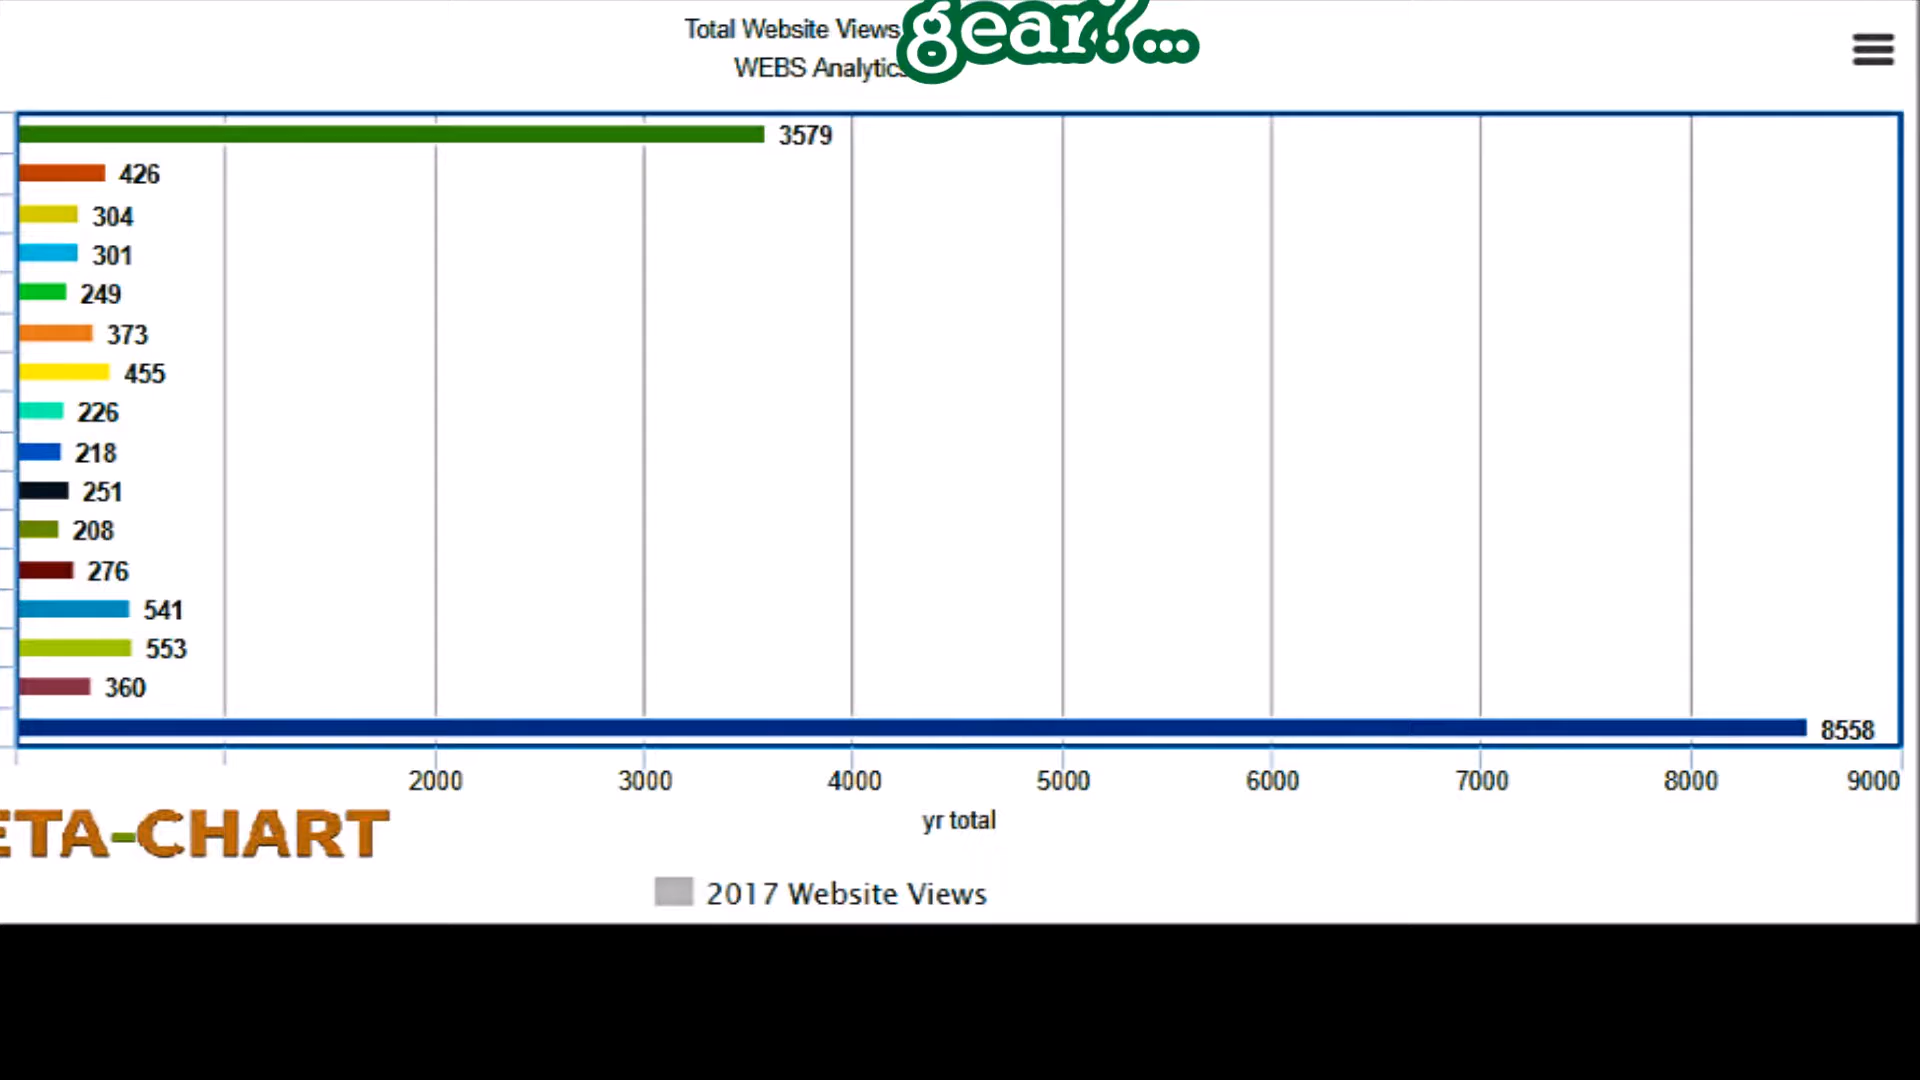 gear?...
Total Website Views
WEBS Analytics
3579
426
304
301
249
373
455
226
218
251
208
276
541
553
360
8558
2000 3000 4000 5000 6000 7000 8000 9000
yr total
ETA-CHART
2017 Website Views